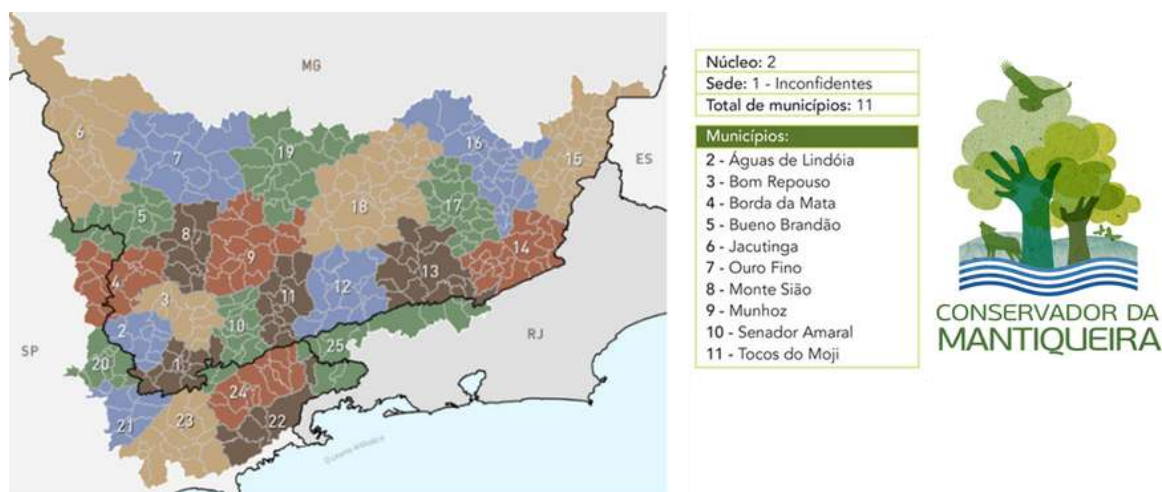 MG
6
7
19
16
15
ES
5
18
17
8
9
14
4
13
3
12
11
2
10
SP
1
20
25
RJ
24
21
23
22
Núcleo: 2
Sede: 1 - Inconfidentes
Total de municípios: 11
Municípios:
2 - Águas de Lindóia
3 - Bom Repouso
4 - Borda da Mata
5 - Bueno Brandão
6 - Jacutinga
7 - Ouro Fino
8 - Monte Sião
9 - Munhoz
10 - Senador Amaral
11 - Tocos do Moji
CONSERVADOR DA
MANTIQUEIRA